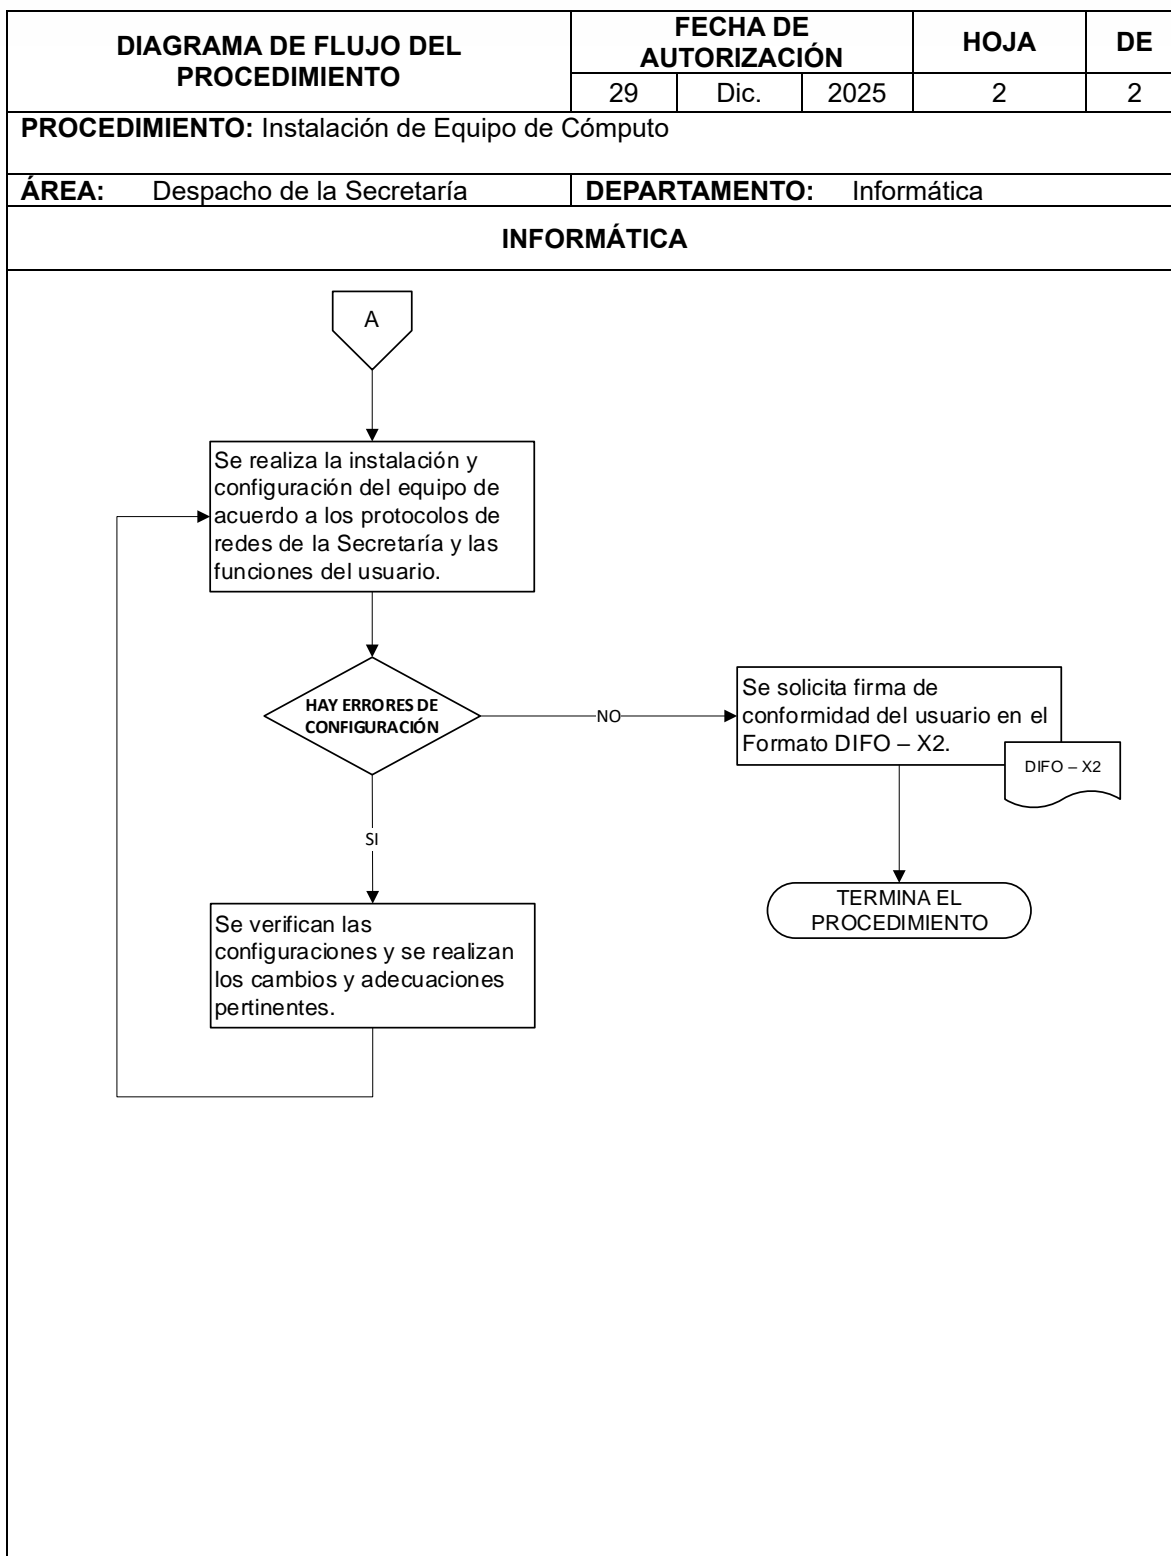 DIAGRAMA DE FLUJO DEL
PROCEDIMIENTO
FECHA DE
AUTORIZACIÓN
HOJA
DE
29
Dic.
2025
2
2
PROCEDIMIENTO: Instalación de Equipo de Cómputo
ÁREA: Despacho de la Secretaría
DEPARTAMENTO: Informática
INFORMÁTICA
A
Se realiza la instalación y
configuración del equipo de
acuerdo a los protocolos de
redes de la Secretaría y las
funciones del usuario.
HAY ERRORES DE
CONFIGURACIÓN
NO
Se solicita firma de
conformidad del usuario en el
Formato DIFO – X2.
DIFO – X2
SI
TERMINA EL
PROCEDIMIENTO
Se verifican las
configuraciones y se realizan
los cambios y adecuaciones
pertinentes.